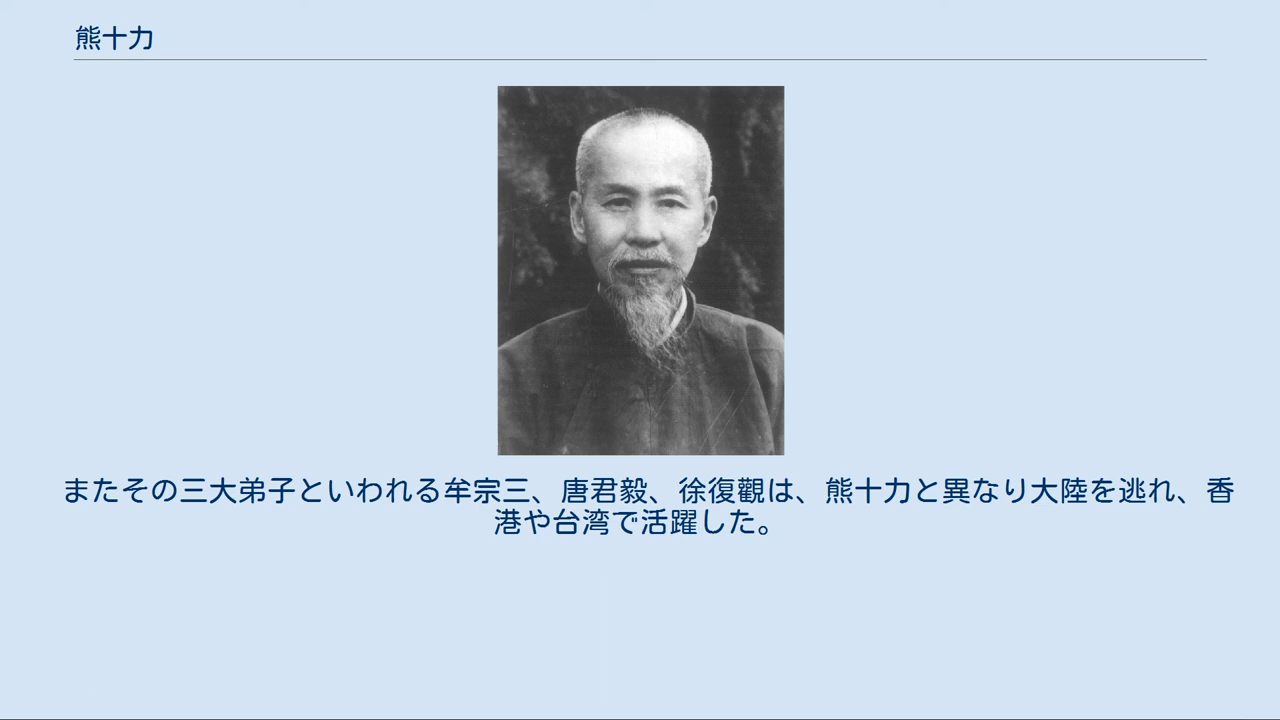 熊十力
またその三大弟子といわれる牟宗三、唐君毅、徐復觀は、熊十力と異なり大陸を逃れ、香
港や台湾で活躍した。